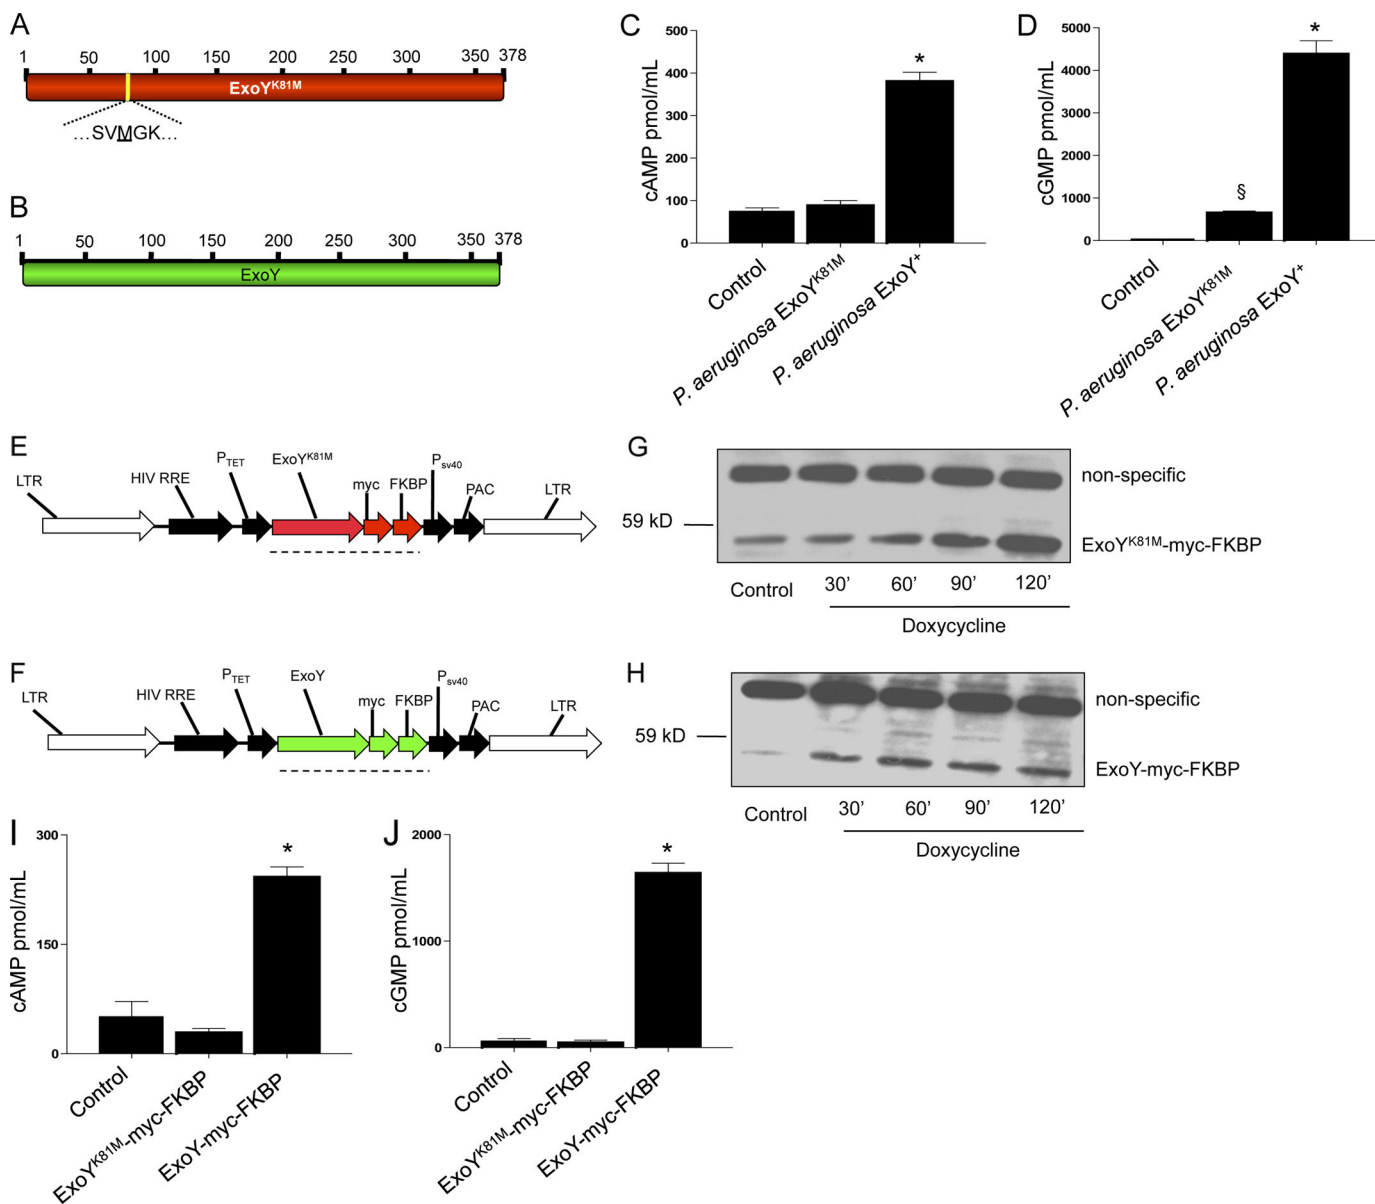 A
1 50 100 150 200 250 300 350 378
ExoY^K81M
...SVMGK...
B
1 50 100 150 200 250 300 350 378
ExoY
C
cAMP pmol/mL
500
400
300
200
100
0
*
Control
P. aeruginosa ExoY^K81M
P. aeruginosa ExoY^+
D
cGMP pmol/mL
5000
4000
3000
2000
1000
0
§
*
Control
P. aeruginosa ExoY^K81M
P. aeruginosa ExoY^+
E
LTR
HIV RRE
P_TET
ExoY^K81M
myc
FKBP
P_sv40
PAC
LTR
G
non-specific
59 kD
ExoY^K81M-myc-FKBP
Control 30’ 60’ 90’ 120’
Doxycycline
F
LTR
HIV RRE
P_TET
ExoY
myc
FKBP
P_sv40
PAC
LTR
H
non-specific
59 kD
ExoY-myc-FKBP
Control 30’ 60’ 90’ 120’
Doxycycline
I
cAMP pmol/mL
300
150
0
*
Control
ExoY^K81M-myc-FKBP
ExoY-myc-FKBP
J
cGMP pmol/mL
2000
1000
0
*
Control
ExoY^K81M-myc-FKBP
ExoY-myc-FKBP